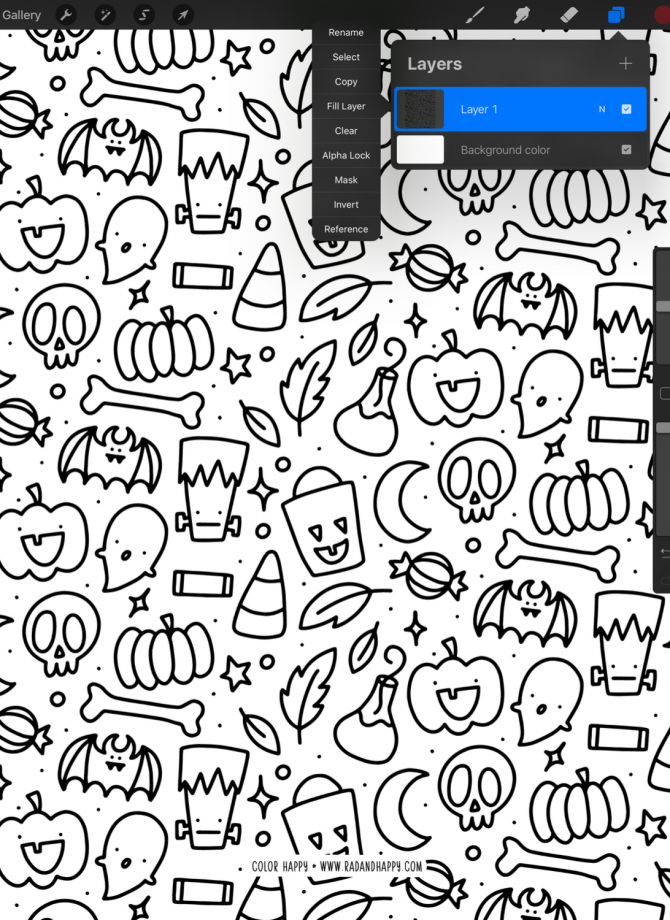 Gallery
Rename
Select
Copy
Fill Layer
Clear
Alpha Lock
Mask
Invert
Reference
Layers
Layer 1 N
Background color
COLOR HAPPY • WWW.RADANDHAPPY.COM